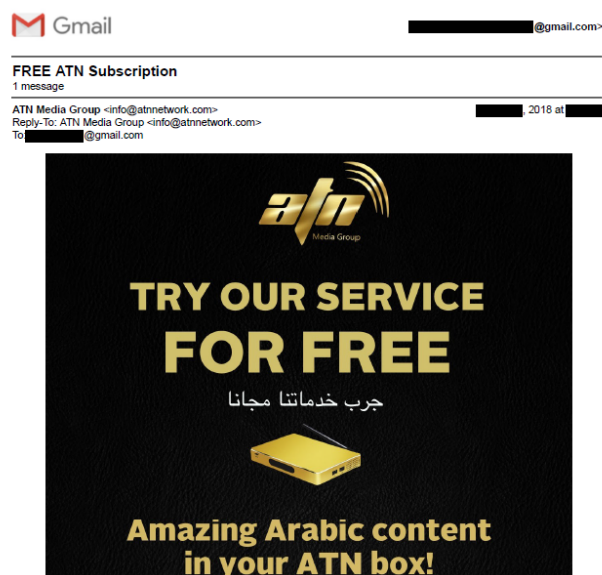 Gmail
@gmail.com>
FREE ATN Subscription
1 message
ATN Media Group <info@atnnetwork.com>
, 2018 at
Reply-To: ATN Media Group <info@atnnetwork.com>
To: @gmail.com
atn
Media Group
TRY OUR SERVICE
FOR FREE
جرب خدماتنا مجانا
Amazing Arabic content
in your ATN box!